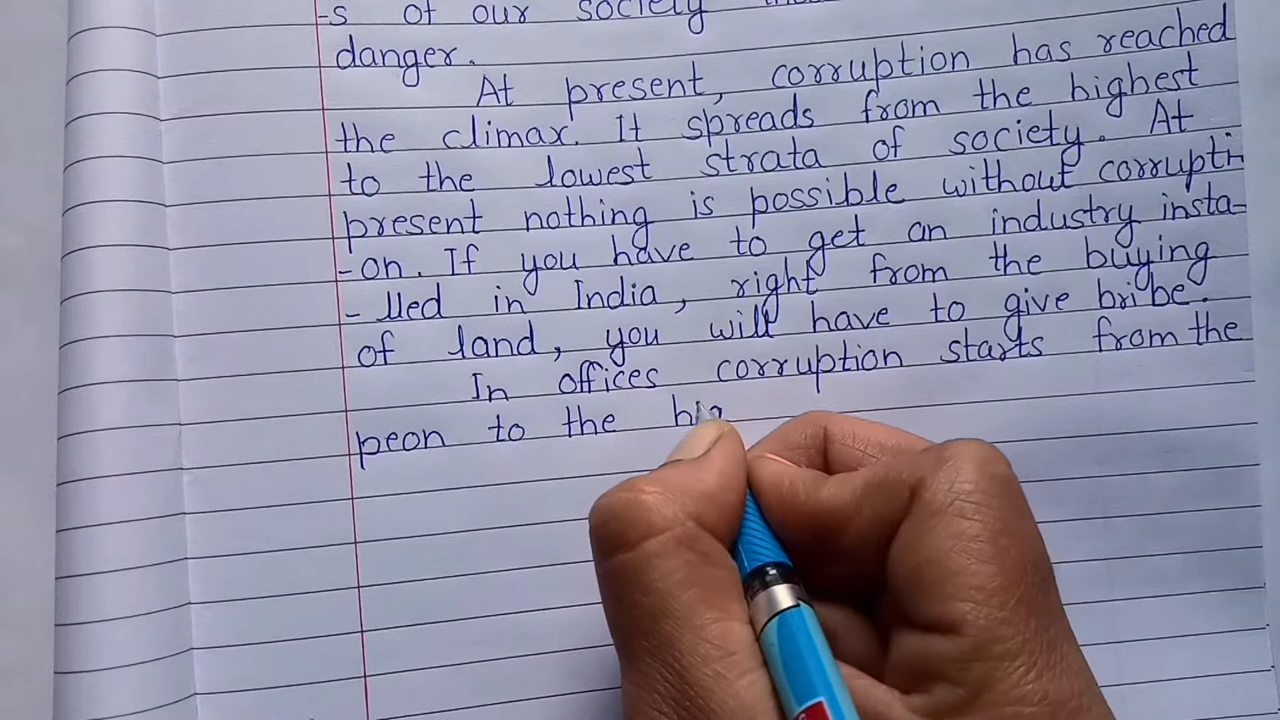 -s of our society
danger.
At present, corruption has reached
the climax. It spreads from the highest
to the lowest strata of society. At
present nothing is possible without corrupti
-on. If you have to get an industry insta-
-lled in India, right from the buying
of land, you will have to give bribe.
In offices corruption starts from the
peon to the